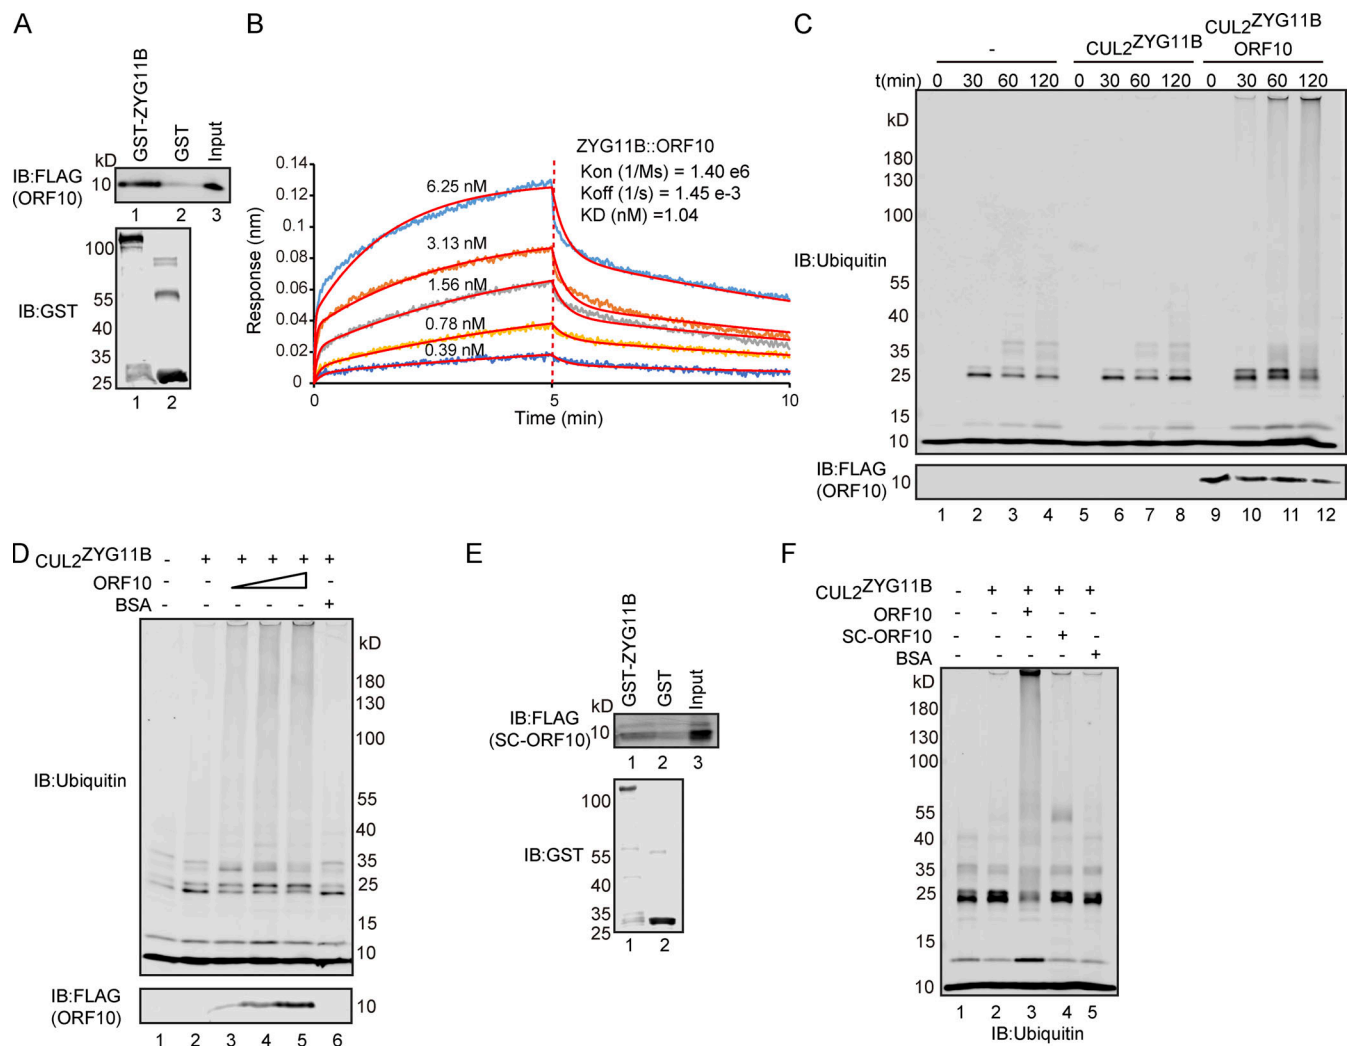 A
GST-ZYG11B
GST
Input
kD
IB:FLAG
(ORF10)
10
1 2 3
IB:GST
100
55
40
35
25
1 2
B
Response (nm)
0.14
0.12
0.1
0.08
0.06
0.04
0.02
0
6.25 nM
3.13 nM
1.56 nM
0.78 nM
0.39 nM
ZYG11B::ORF10
Kon (1/Ms) = 1.40 e6
Koff (1/s) = 1.45 e-3
KD (nM) =1.04
0 5 10
Time (min)
C
- CUL2ZYG11B CUL2ZYG11B
ORF10
t(min) 0 30 60 120 0 30 60 120 0 30 60 120
kD
180
130
100
IB:Ubiquitin
55
40
35
25
15
10
IB:FLAG
(ORF10)
10
1 2 3 4 5 6 7 8 9 10 11 12
D
CUL2ZYG11B - + + + + +
ORF10 - - -
BSA - - - - - +
kD
180
130
100
IB:Ubiquitin
55
40
35
25
15
10
IB:FLAG
(ORF10)
10
1 2 3 4 5 6
E
GST-ZYG11B
GST
Input
kD
IB:FLAG
(SC-ORF10)
10
1 2 3
IB:GST
100
55
40
35
25
1 2
F
CUL2ZYG11B - + + + +
ORF10 - - + - -
SC-ORF10 - - - + -
BSA - - - - +
kD
180
130
100
55
40
35
25
15
10
1 2 3 4 5
IB:Ubiquitin